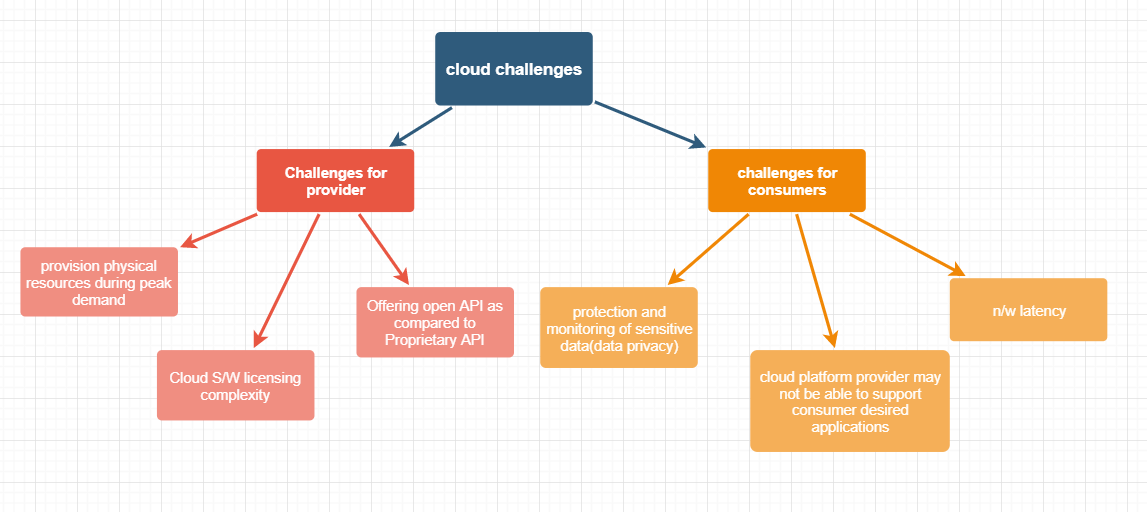 cloud challenges
Challenges for
provider
challenges for
consumers
provision physical
resources during peak
demand
Cloud S/W licensing
complexity
Offering open API as
compared to
Proprietary API
protection and
monitoring of sensitive
data(data privacy)
cloud platform provider may
not be able to support
consumer desired
applications
n/w latency